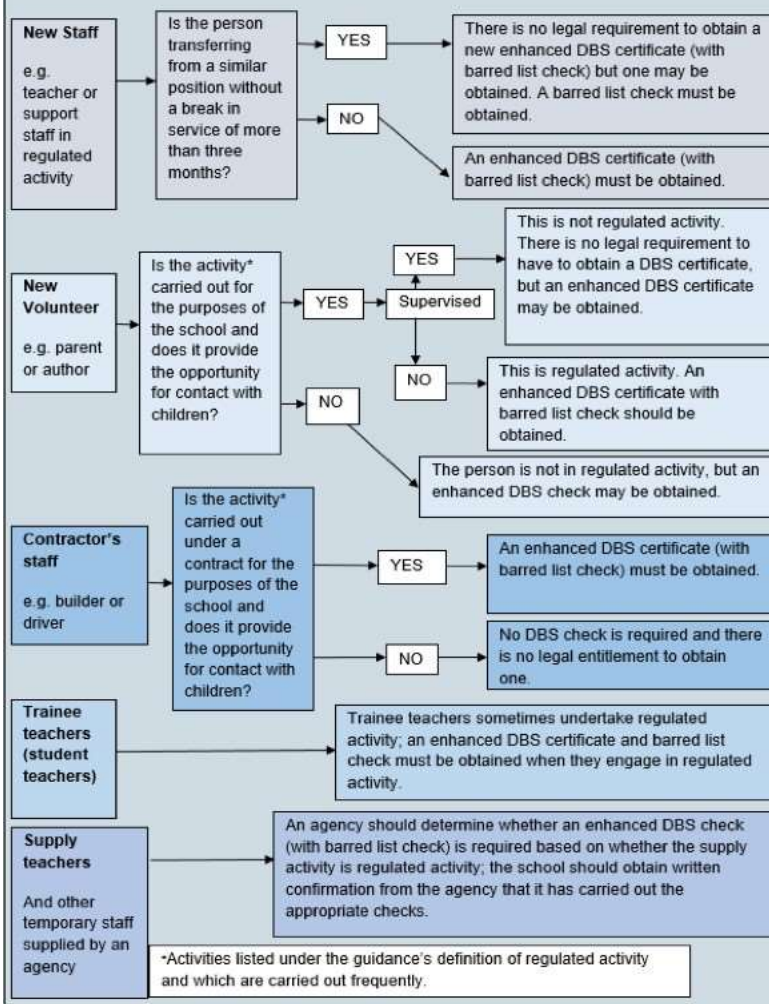 New Staff
e.g.
teacher or
support
staff in
regulated
activity
Is the person
transferring
from a similar
position without
a break in
service of more
than three
months?
YES
There is no legal requirement to obtain a
new enhanced DBS certificate (with
barred list check) but one may be
obtained. A barred list check must be
obtained.
NO
An enhanced DBS certificate (with
barred list check) must be obtained.
New
Volunteer
e.g. parent
or author
Is the activity*
carried out for
the purposes of
the school and
does it provide
the opportunity
for contact with
children?
YES
Supervised
YES
This is not regulated activity.
There is no legal requirement to
have to obtain a DBS certificate,
but an enhanced DBS certificate
may be obtained.
NO
This is regulated activity. An
enhanced DBS certificate with
barred list check should be
obtained.
NO
The person is not in regulated activity, but an
enhanced DBS check may be obtained.
Contractor's
staff
e.g. builder or
driver
Is the activity*
carried out
under a
contract for the
purposes of the
school and
does it provide
the opportunity
for contact with
children?
YES
An enhanced DBS certificate (with
barred list check) must be obtained.
NO
No DBS check is required and there
is no legal entitlement to obtain
one.
Trainee
teachers
(student
teachers)
Trainee teachers sometimes undertake regulated
activity; an enhanced DBS certificate and barred list
check must be obtained when they engage in regulated
activity.
Supply
teachers
And other
temporary staff
supplied by an
agency
An agency should determine whether an enhanced DBS check
(with barred list check) is required based on whether the supply
activity is regulated activity; the school should obtain written
confirmation from the agency that it has carried out the
appropriate checks.
*Activities listed under the guidance's definition of regulated activity
and which are carried out frequently.